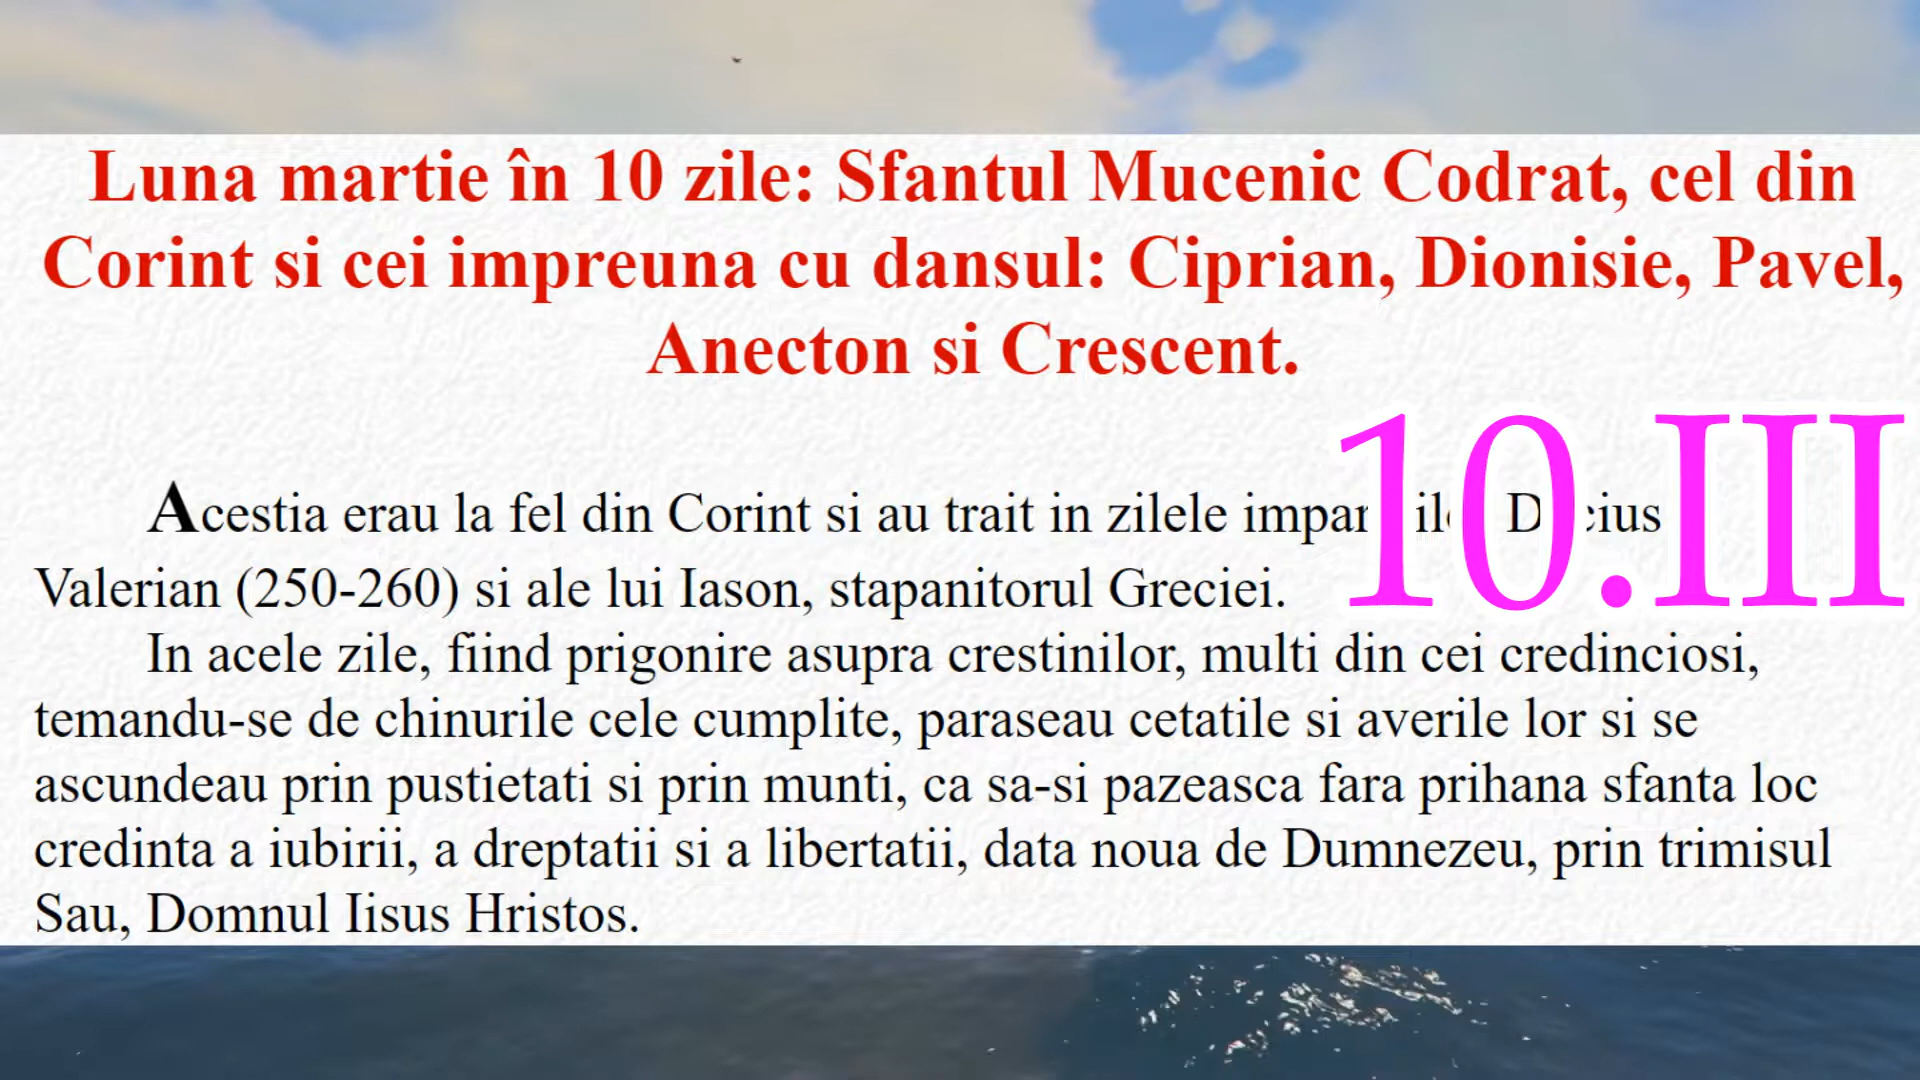 Luna martie în 10 zile: Sfantul Mucenic Codrat, cel din
Corint si cei impreuna cu dansul: Ciprian, Dionisie, Pavel,
Anecton si Crescent.
10.III
Acestia erau la fel din Corint si au trait in zilele
Valerian (250-260) si ale lui Iason, stapanitorul Greciei.
In acele zile, fiind prigonire asupra crestinilor, multi din cei credinciosi,
temandu-se de chinurile cele cumplite, paraseau cetatile si averile lor si se
ascundeau prin pustietati si prin munti, ca sa-si pazeasca fara prihana sfanta loc
credinta a iubirii, a dreptatii si a libertatii, data noua de Dumnezeu, prin trimisul
Sau, Domnul Iisus Hristos.